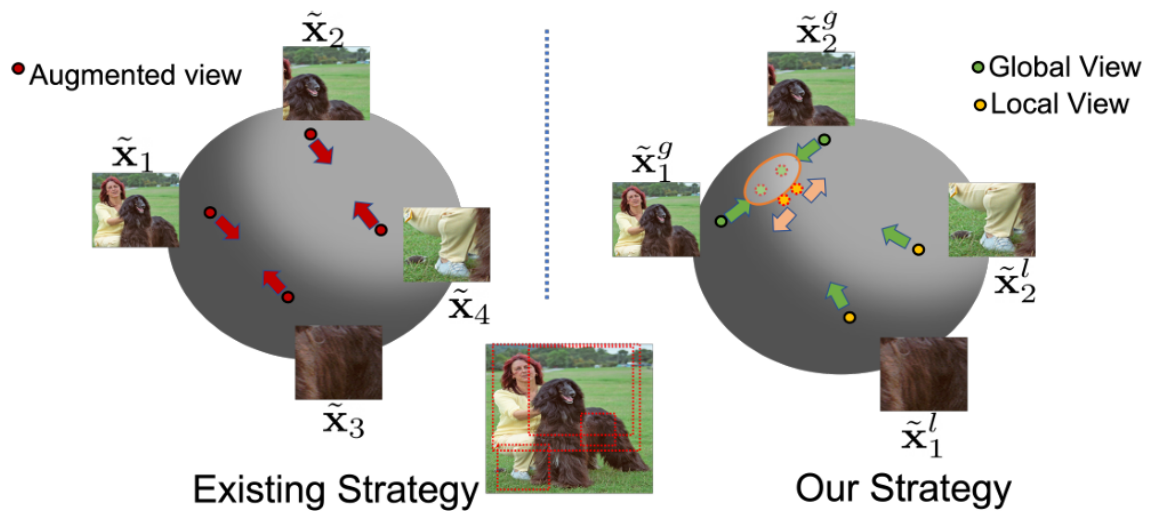 x̃₂
Augmented view
x̃₁
x̃₄
x̃₃
Existing Strategy
x̃₂ᵍ
Global View
Local View
x̃₁ᵍ
x̃₂ˡ
x̃₁ˡ
Our Strategy